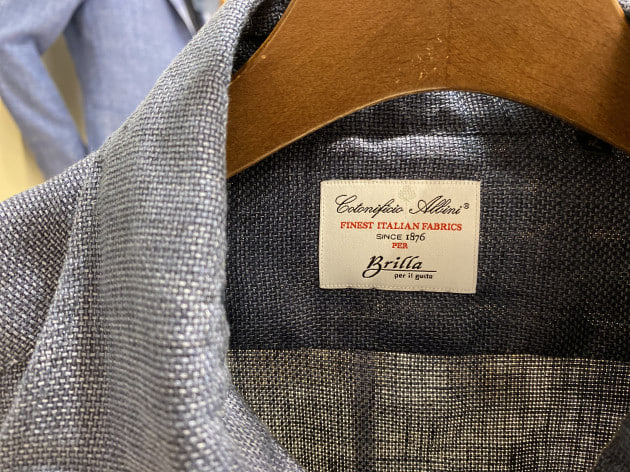 Cotonificio Albini®
FINEST ITALIAN FABRICS
SINCE 1876
PER
Brilla
per il gusto